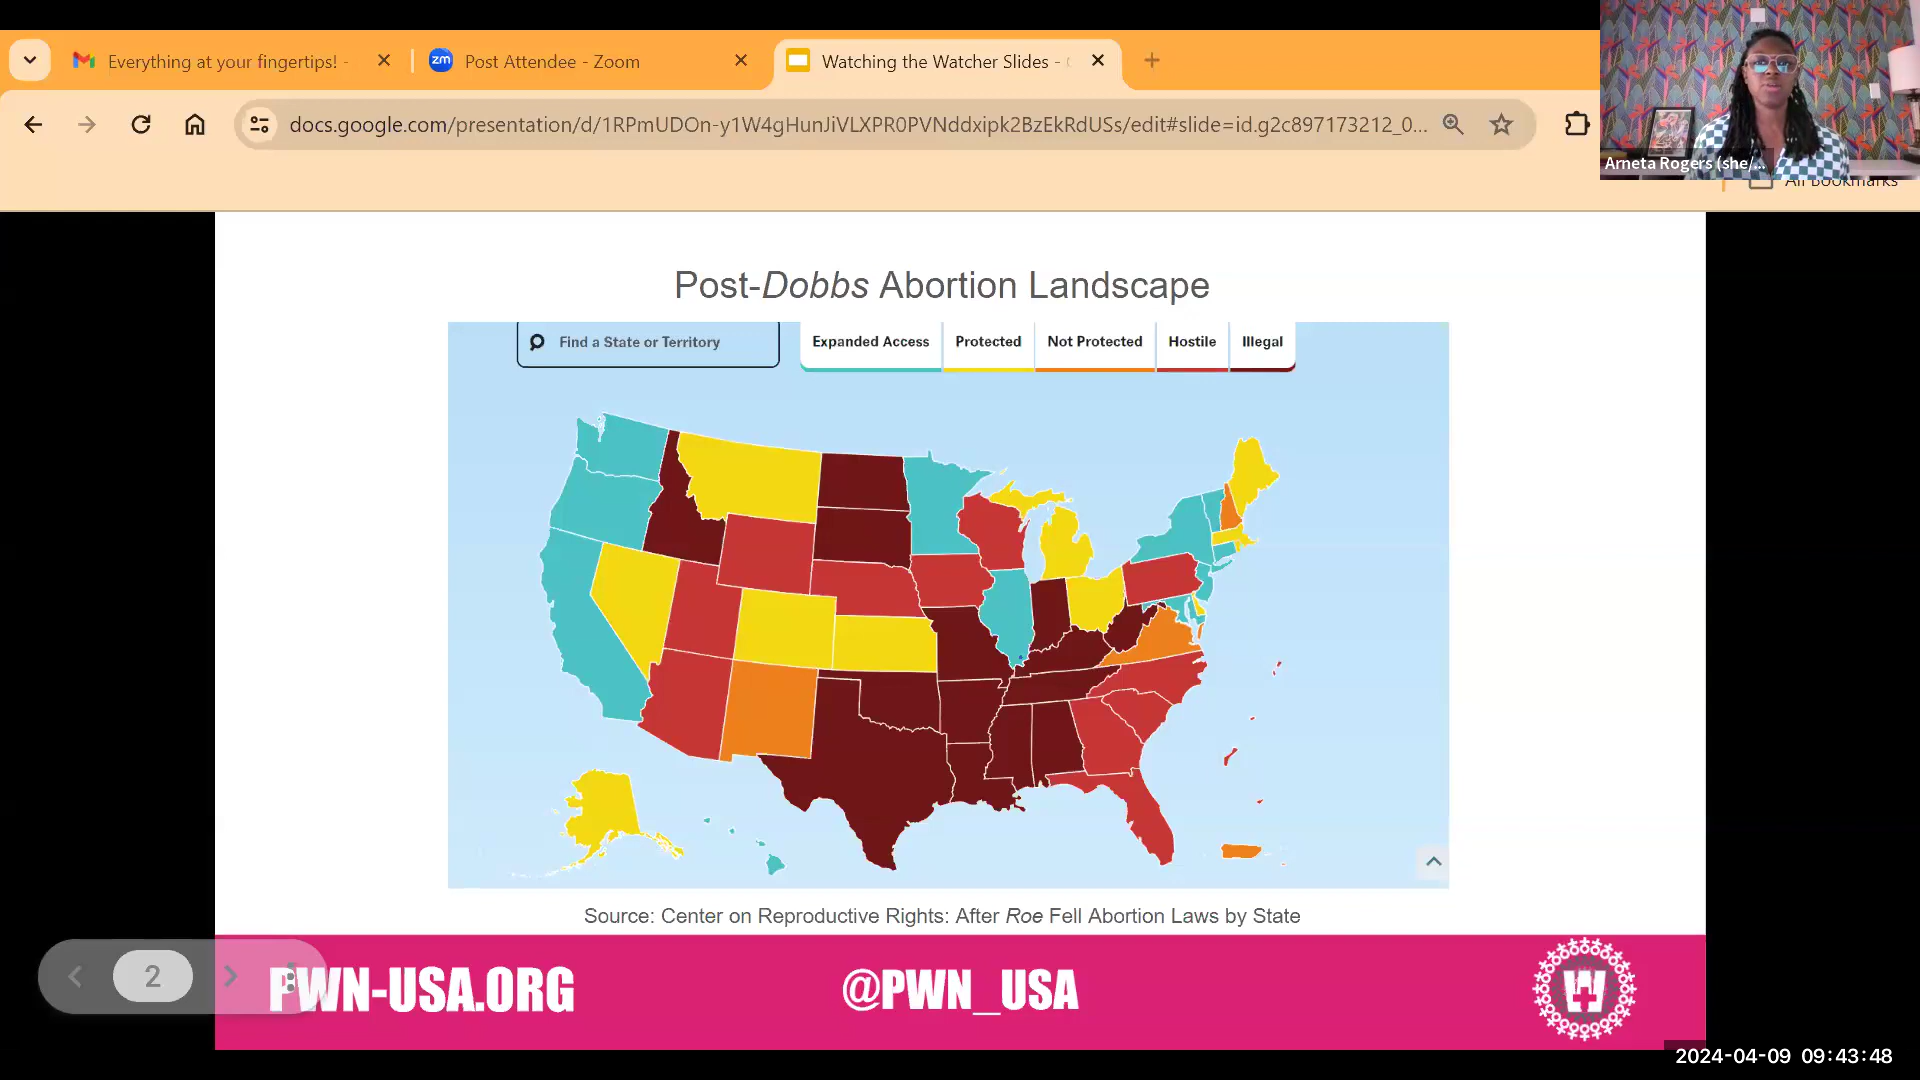 Everything at your fingertips! -
Post Attendee - Zoom
Watching the Watcher Slides -
docs.google.com/presentation/d/1RPmUDOn-y1W4gHunJiVLXPR0PVNddxipk2BzEkRdUSs/edit#slide=id.g2c897173212_0...
Arneta Rogers (she/...
All Bookmarks
Post-Dobbs Abortion Landscape
Find a State or Territory
Expanded Access
Protected
Not Protected
Hostile
Illegal
Source: Center on Reproductive Rights: After Roe Fell Abortion Laws by State
2
PWN-USA.ORG
@PWN_USA
2024-04-09 09:43:48